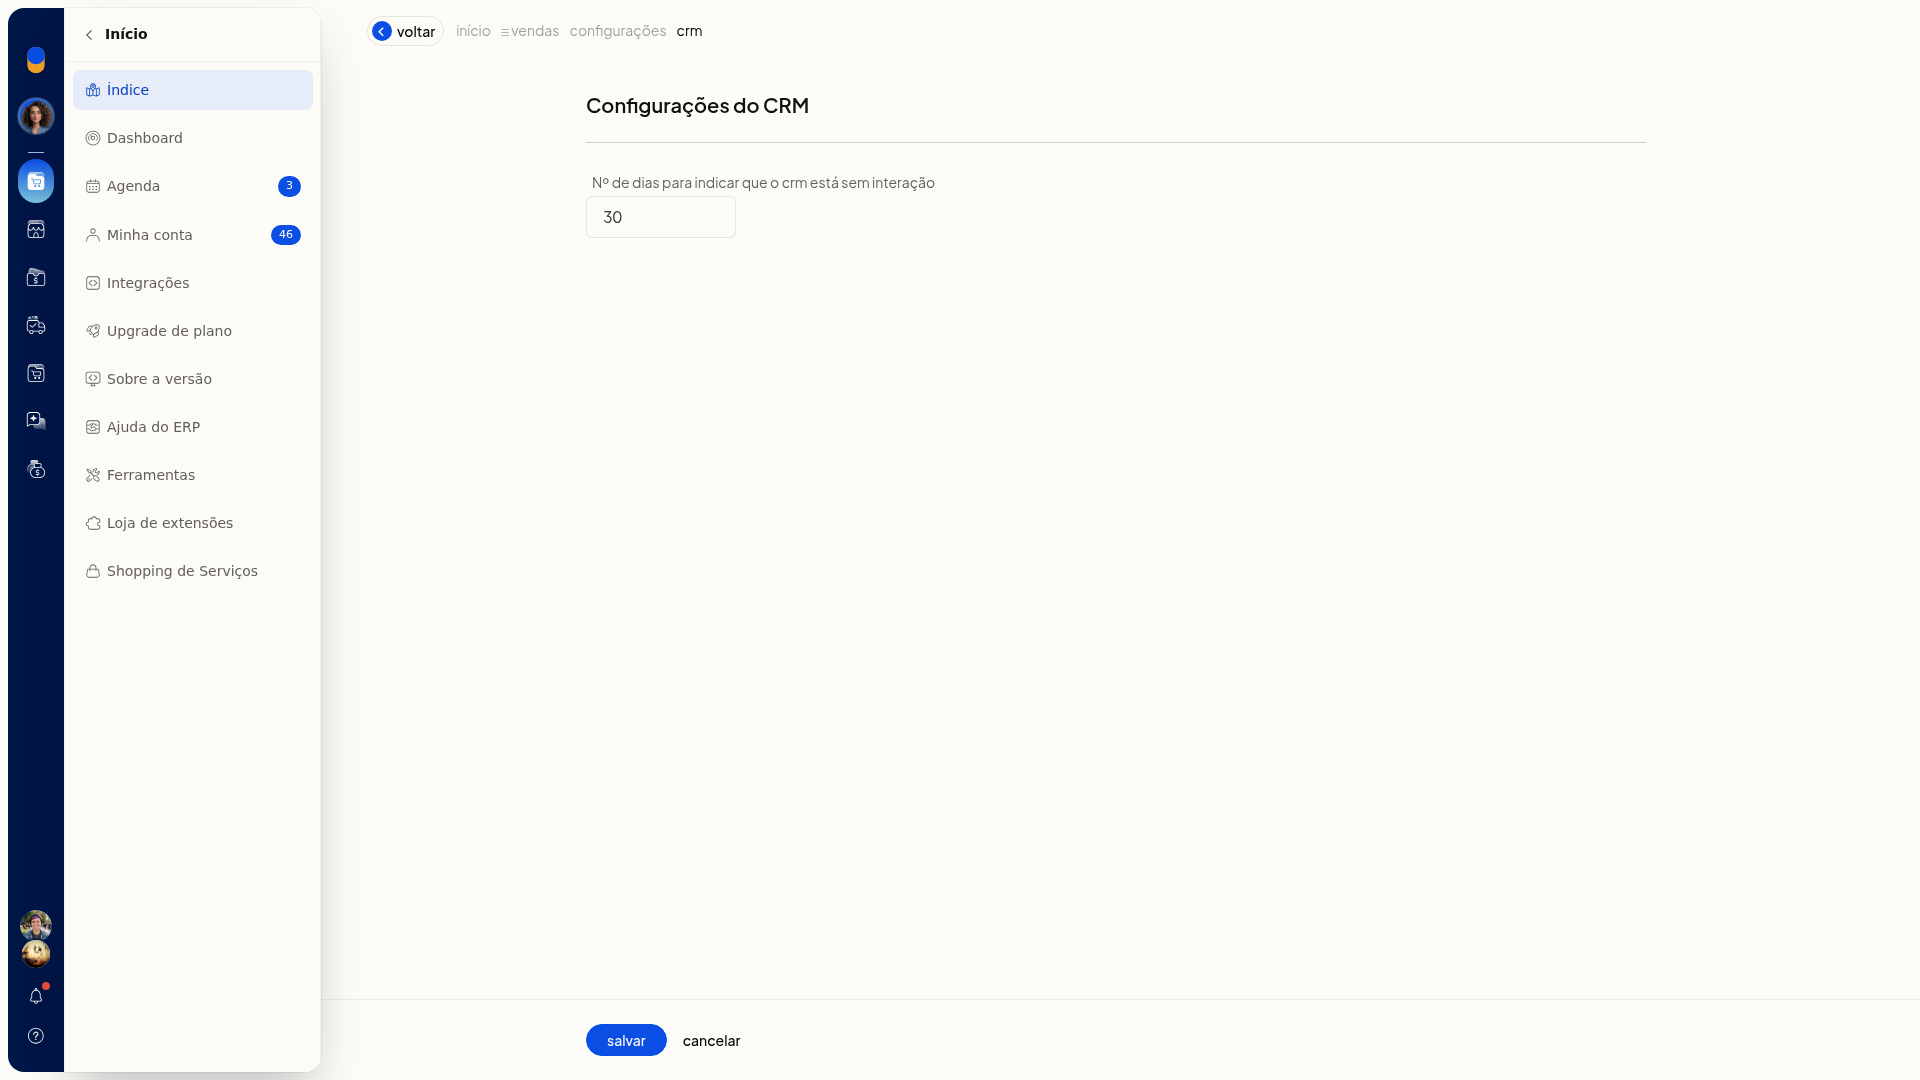 Início
Índice
Dashboard
Agenda 3
Minha conta 46
Integrações
Upgrade de plano
Sobre a versão
Ajuda do ERP
Ferramentas
Loja de extensões
Shopping de Serviços
voltar início vendas configurações crm
Configurações do CRM
Nº de dias para indicar que o crm está sem interação
30
salvar cancelar